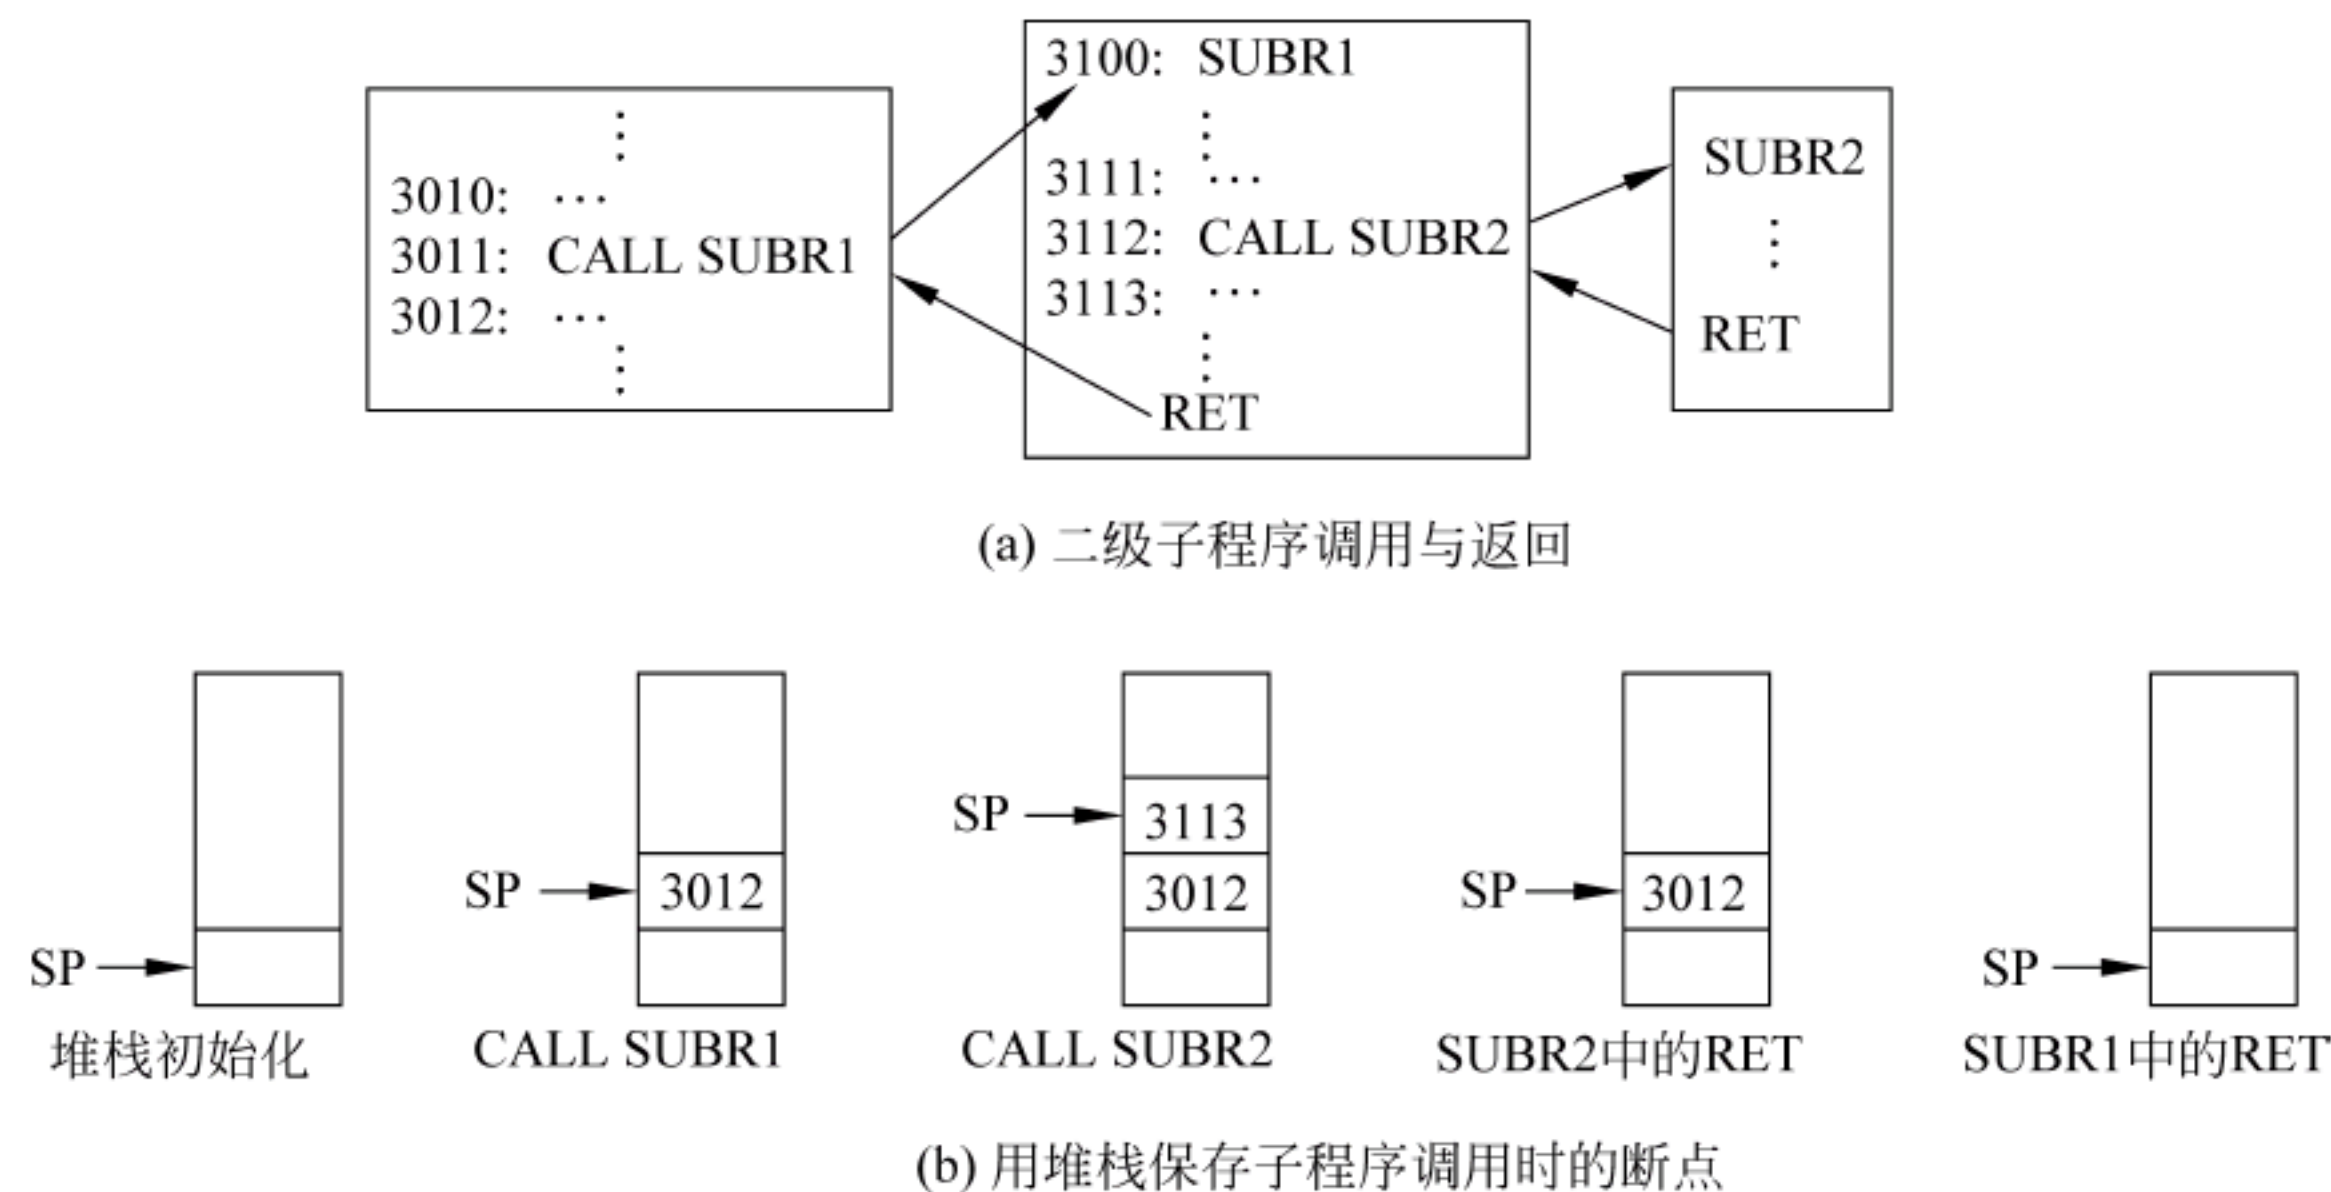 ⋮
3010: …
3011: CALL SUBR1
3012: …
⋮
3100: SUBR1
⋮
3111: …
3112: CALL SUBR2
3113: …
⋮
RET
SUBR2
⋮
RET
(a) 二级子程序调用与返回
SP
堆栈初始化
SP
3012
CALL SUBR1
SP
3113
3012
CALL SUBR2
SP
3012
SUBR2中的RET
SP
SUBR1中的RET
(b) 用堆栈保存子程序调用时的断点